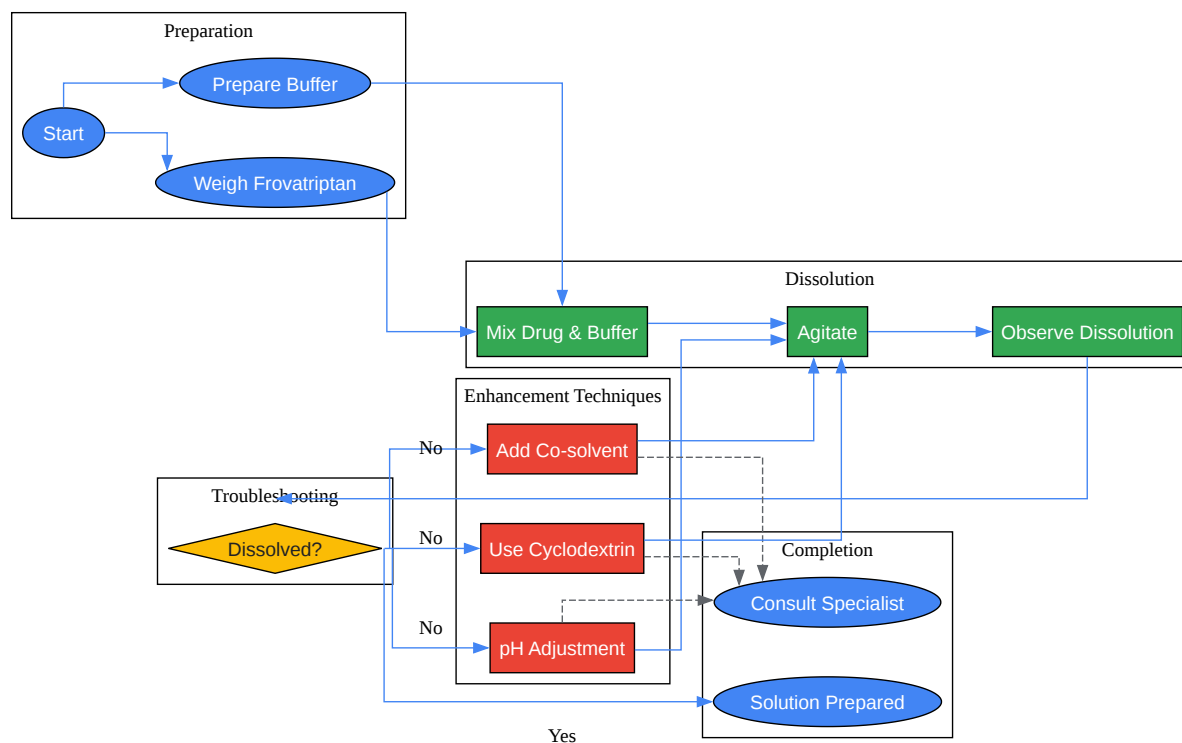 Preparation
Prepare Buffer
Start
Weigh Frovatriptan
Dissolution
Mix Drug & Buffer
Agitate
Observe Dissolution
Enhancement Techniques
No
Add Co-solvent
Troubleshooting
Dissolved?
No
Use Cyclodextrin
Completion
Consult Specialist
No
pH Adjustment
Solution Prepared
Yes